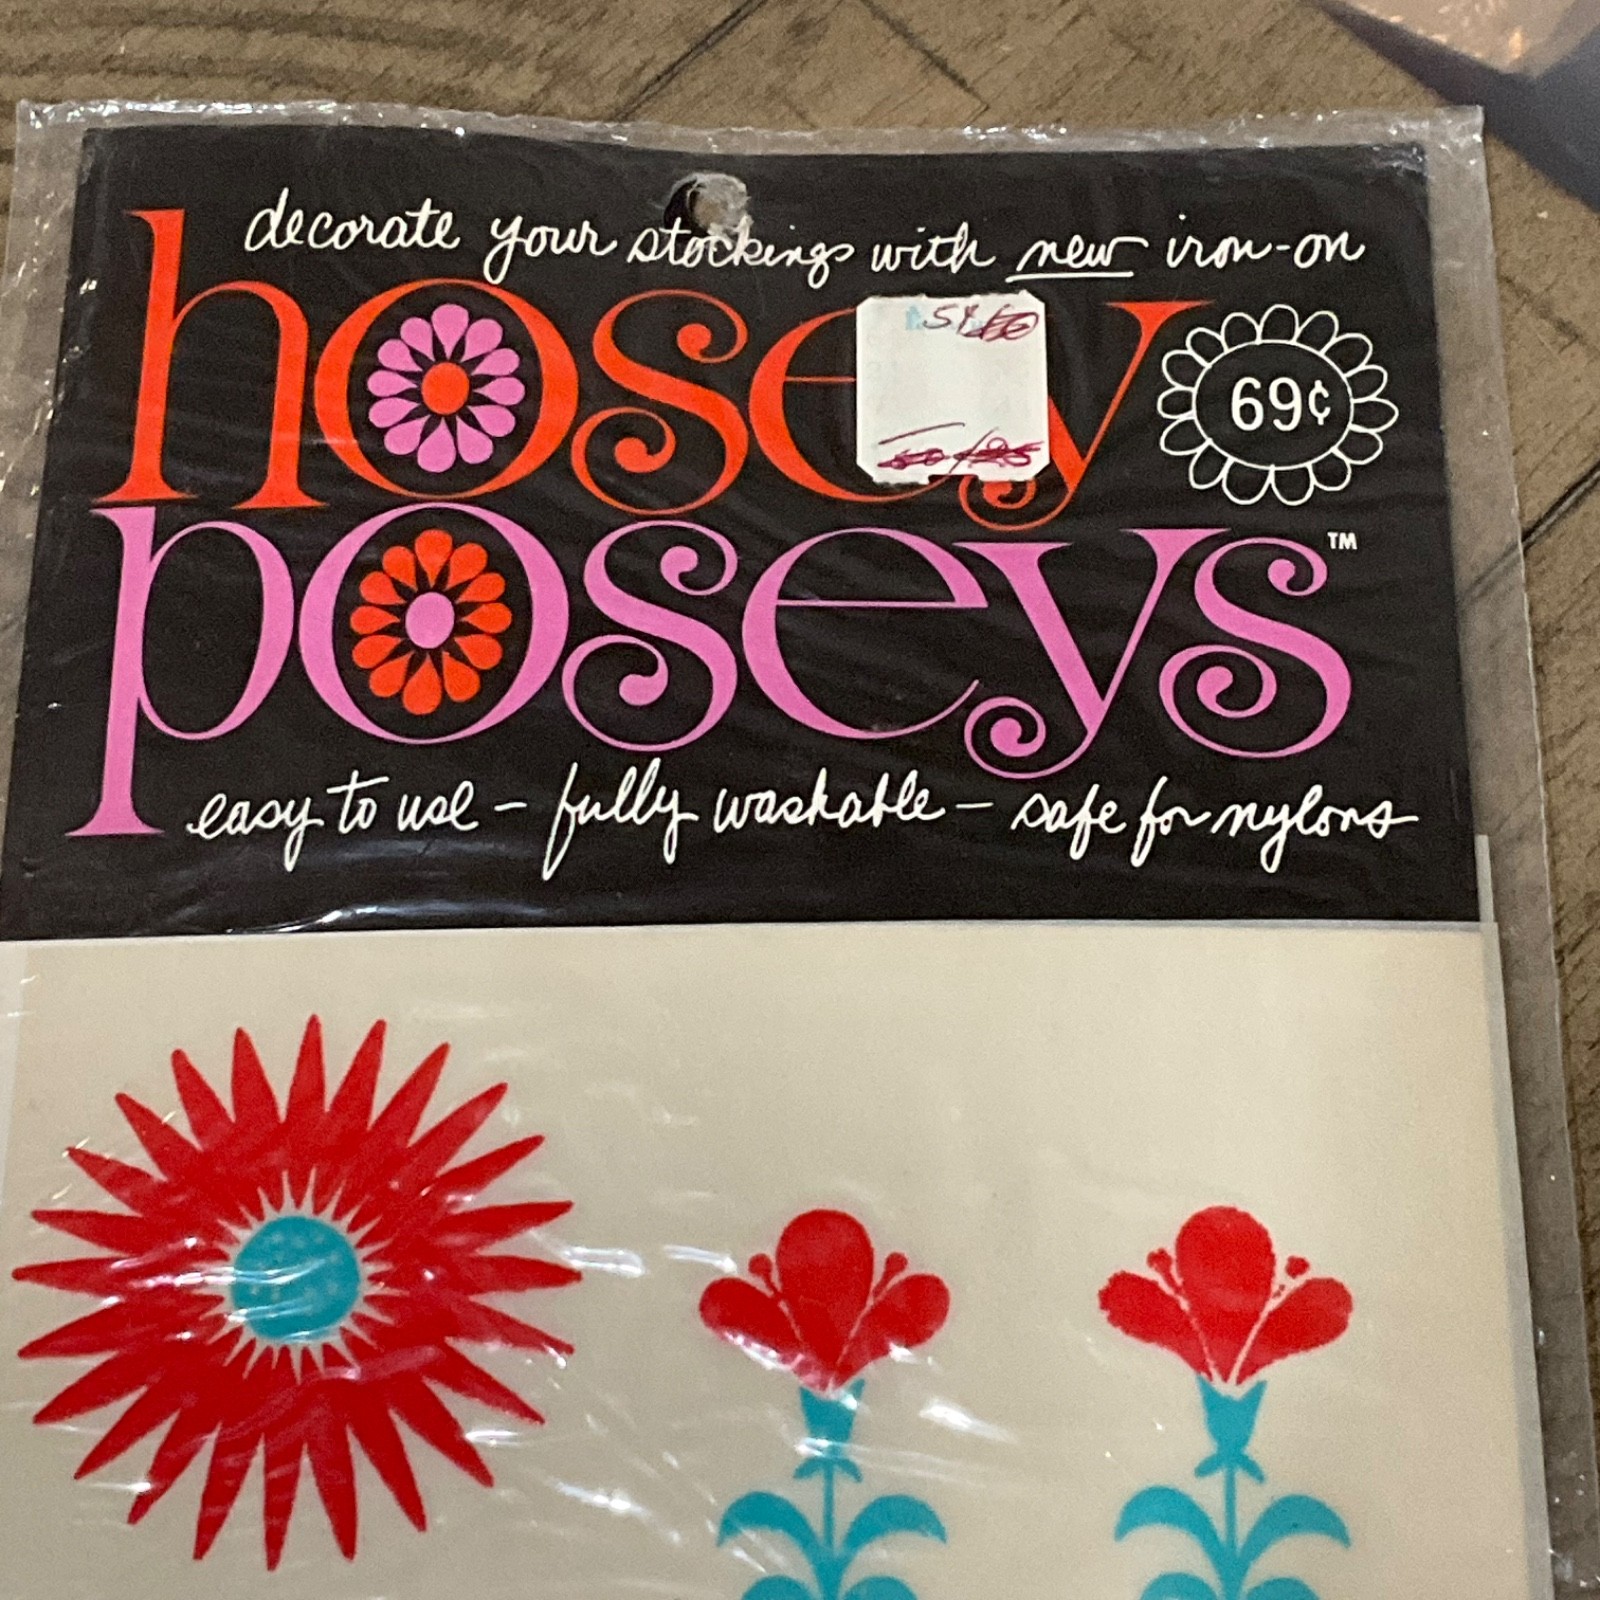 decorate your stockings with new iron-on
hosey
69¢
poseys™
easy to use – fully washable – safe for nylons